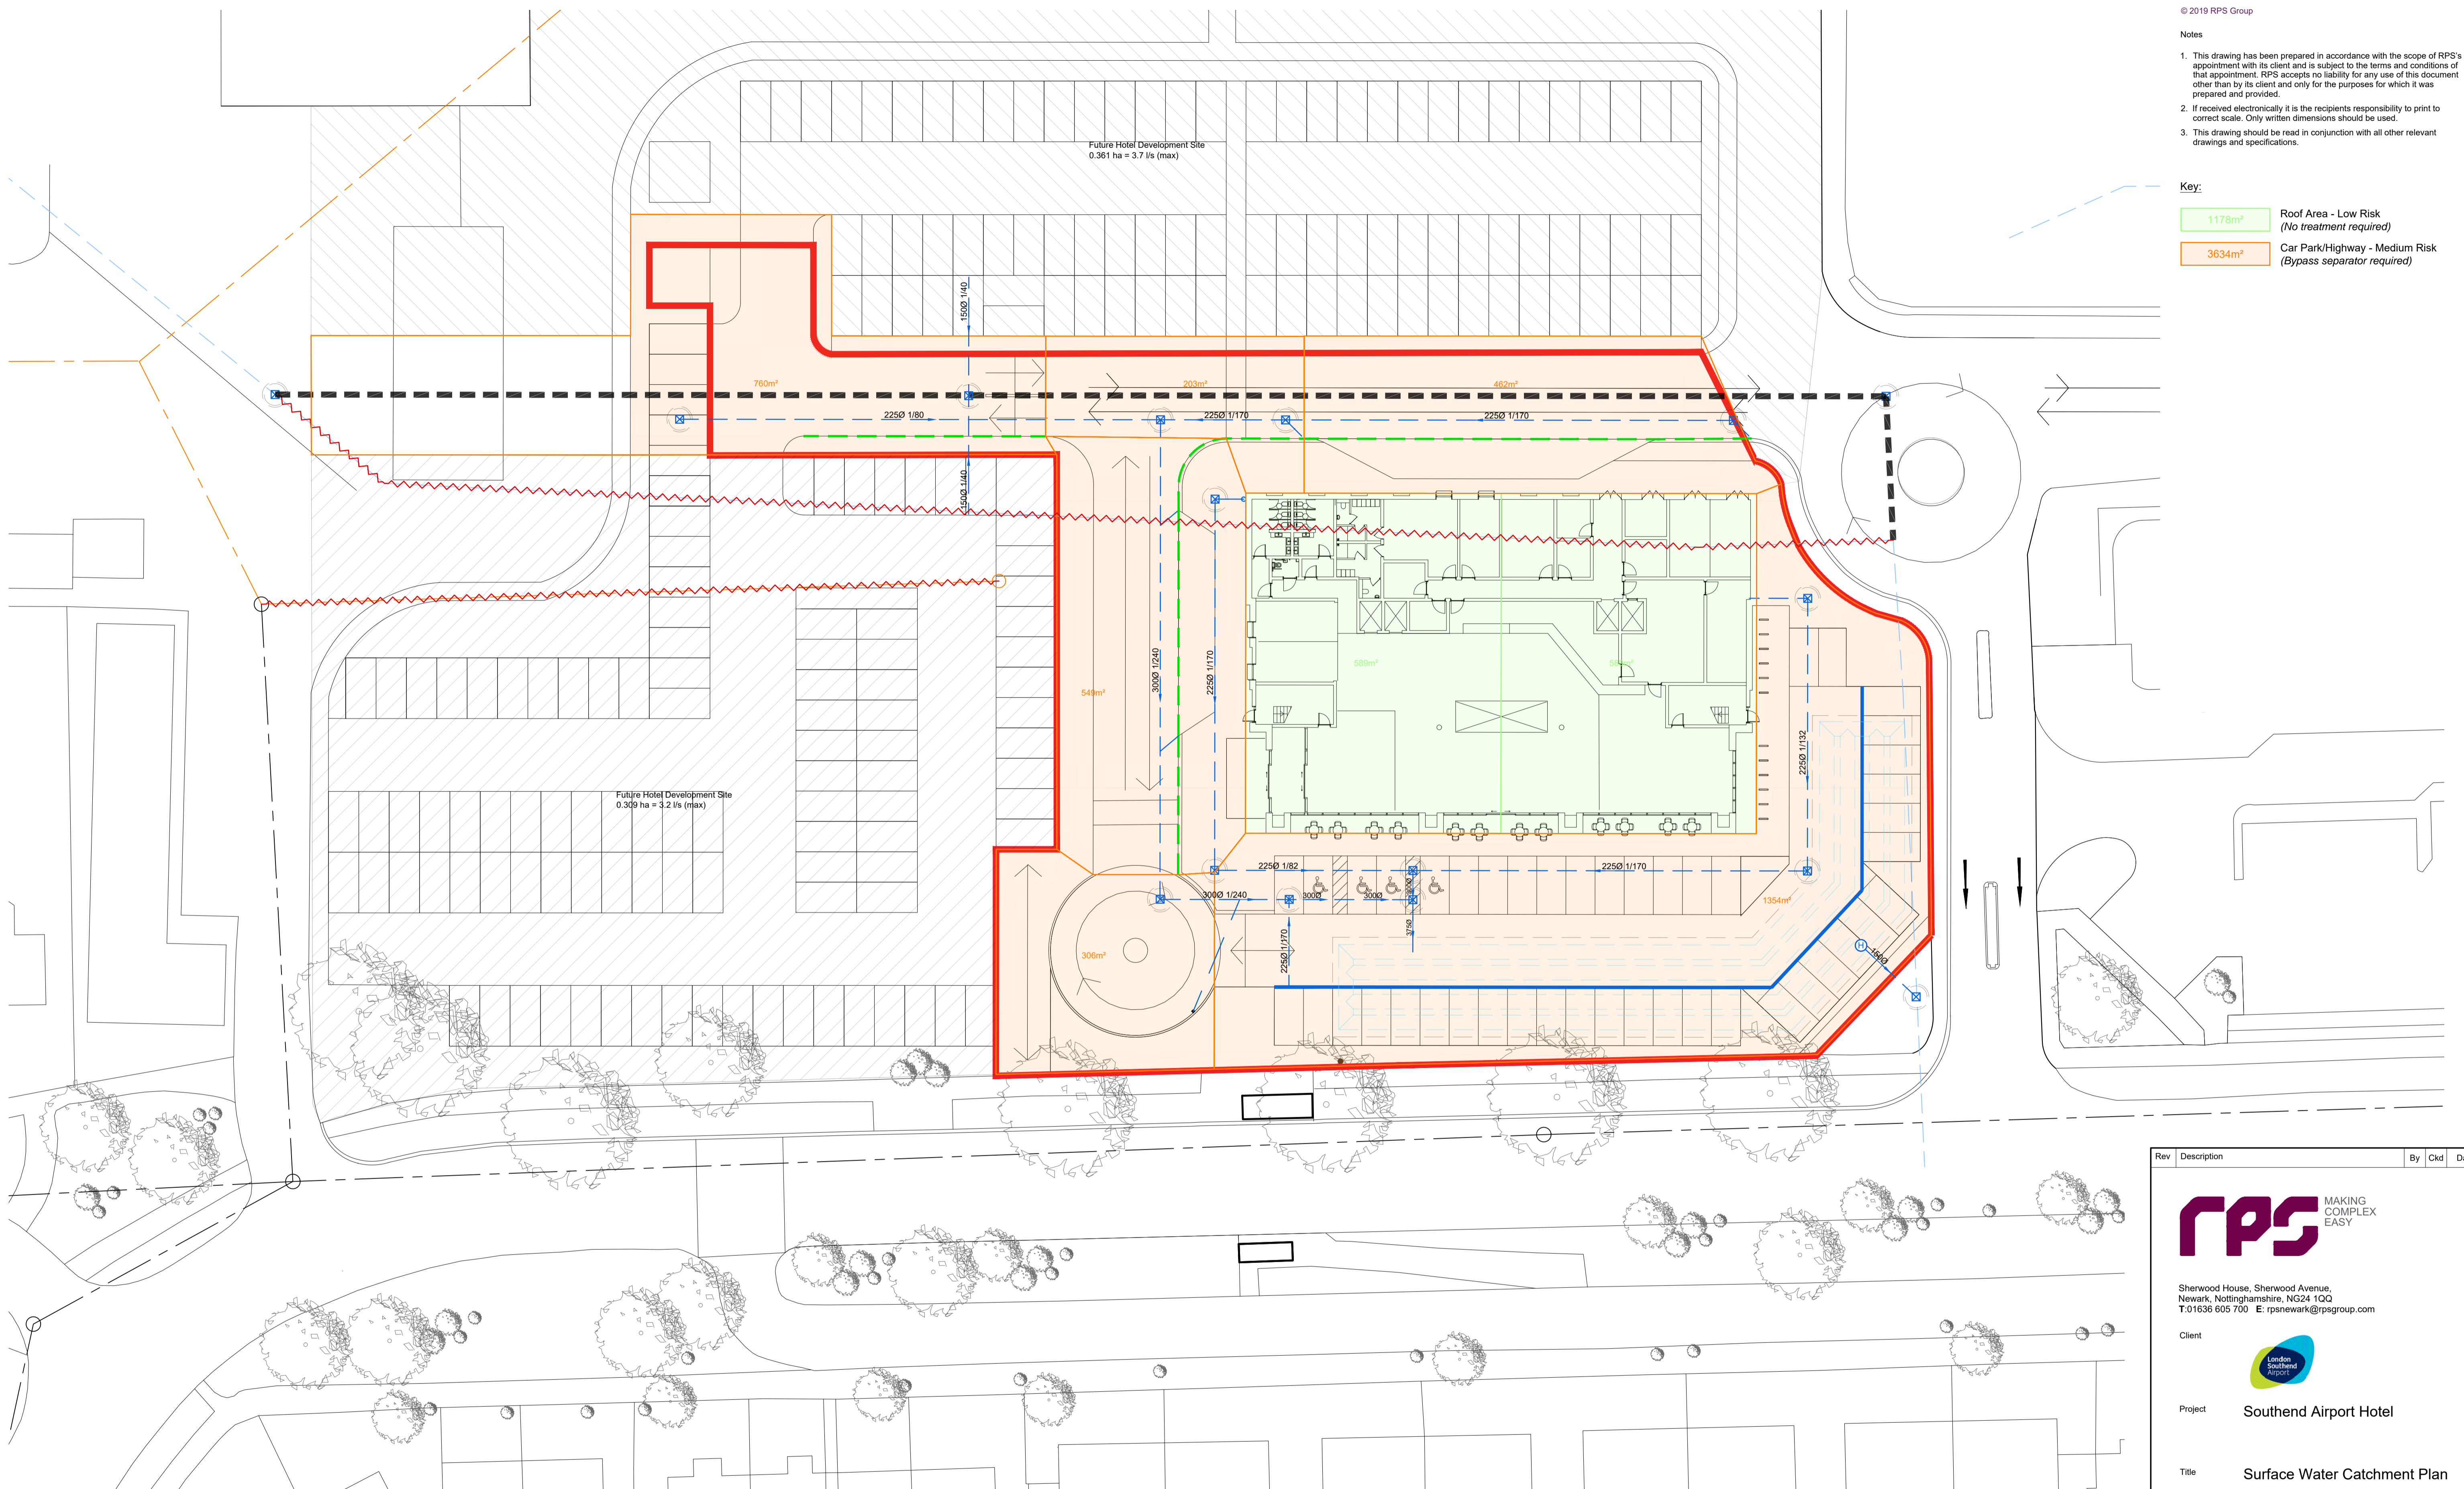 © 2019 RPS Group
Notes
1. This drawing has been prepared in accordance with the scope of RPS's
appointment with its client and is subject to the terms and conditions of
that appointment. RPS accepts no liability for any use of this document
other than by its client and only for the purposes for which it was
prepared and provided.
2. If received electronically it is the recipients responsibility to print to
correct scale. Only written dimensions should be used.
3. This drawing should be read in conjunction with all other relevant
drawings and specifications.
Key:
1178m²
Roof Area - Low Risk
(No treatment required)
3634m²
Car Park/Highway - Medium Risk
(Bypass separator required)
Future Hotel Development Site
0.361 ha = 3.7 l/s (max)
150Ø 1/40
760m²
203m²
462m²
225Ø 1/80
225Ø 1/170
225Ø 1/170
150Ø 1/40
300Ø 1/240
225Ø 1/170
589m²
549m²
225Ø 1/132
Future Hotel Development Site
0.309 ha = 3.2 l/s (max)
225Ø 1/82
225Ø 1/170
300Ø 1/240
300Ø
300Ø
300Ø
1354m²
375Ø
225Ø 1/170
306m²
H
150Ø
Rev Description By Ckd
rps
MAKING
COMPLEX
EASY
Sherwood House, Sherwood Avenue,
Newark, Nottinghamshire, NG24 1QQ
T:01636 605 700 E: rpsnewark@rpsgroup.com
Client
London
Southend
Airport
Project Southend Airport Hotel
Title Surface Water Catchment Plan